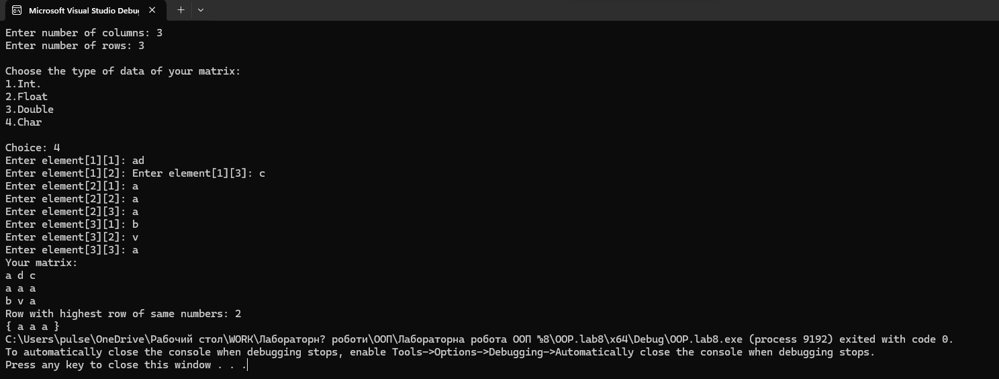 Microsoft Visual Studio Debug
Enter number of columns: 3
Enter number of rows: 3
Choose the type of data of your matrix:
1.Int.
2.Float
3.Double
4.Char
Choice: 4
Enter element[1][1]: ad
Enter element[1][2]: Enter element[1][3]: c
Enter element[2][1]: a
Enter element[2][2]: a
Enter element[2][3]: a
Enter element[3][1]: b
Enter element[3][2]: v
Enter element[3][3]: a
Your matrix:
a d c
a a a
b v a
Row with highest row of same numbers: 2
{ a a a }
C:\Users\pulse\OneDrive\Рабочий стол\WORK\Лабораторн? роботи\ООП\Лабораторна робота ООП №8\OOP.lab8\x64\Debug\OOP.lab8.exe (process 9192) exited with code 0.
To automatically close the console when debugging stops, enable Tools->Options->Debugging->Automatically close the console when debugging stops.
Press any key to close this window . . .